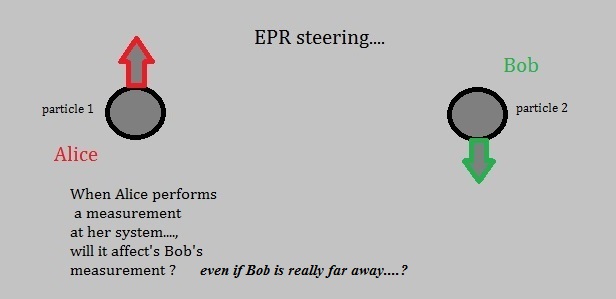 EPR steering....
Bob
particle 1
particle 2
Alice
When Alice performs
a measurement
at her system....,
will it affect's Bob's
measurement ? even if Bob is really far away....?